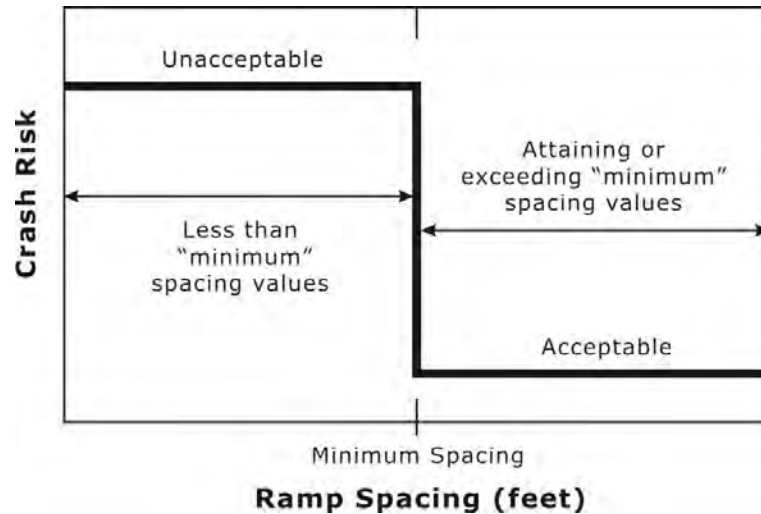 Unacceptable
Crash Risk
Attaining or
exceeding “minimum”
spacing values
Less than
“minimum”
spacing values
Acceptable
Minimum Spacing
Ramp Spacing (feet)